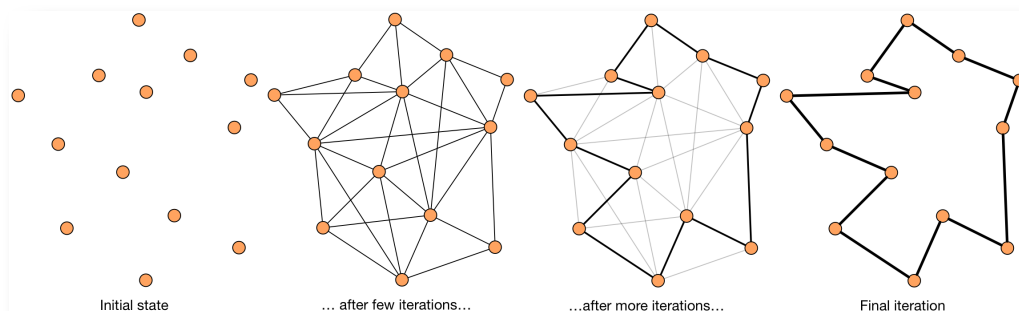 Initial state
... after few iterations...
...after more iterations...
Final iteration